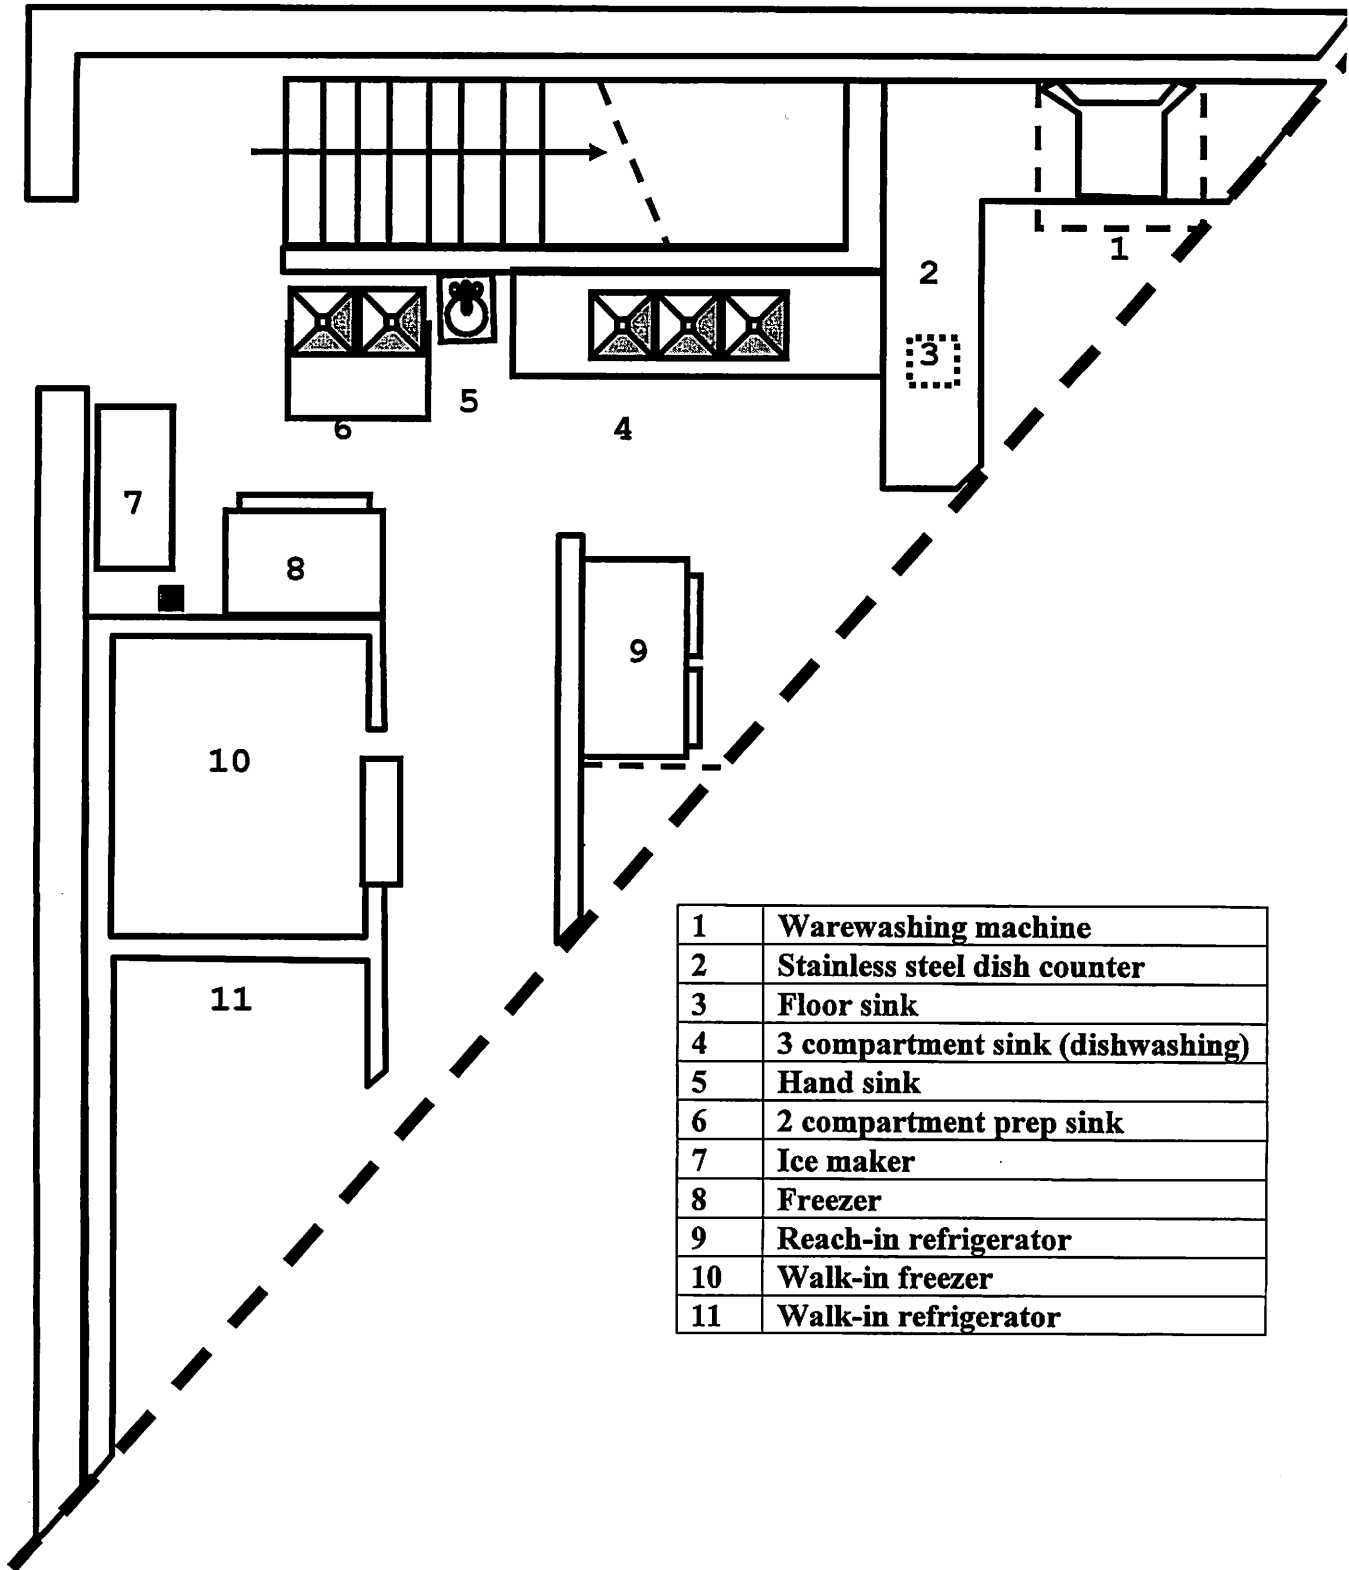 1
2
3
5
4
6
7
8
9
10
11
1 Warewashing machine
2 Stainless steel dish counter
3 Floor sink
4 3 compartment sink (dishwashing)
5 Hand sink
6 2 compartment prep sink
7 Ice maker
8 Freezer
9 Reach-in refrigerator
10 Walk-in freezer
11 Walk-in refrigerator